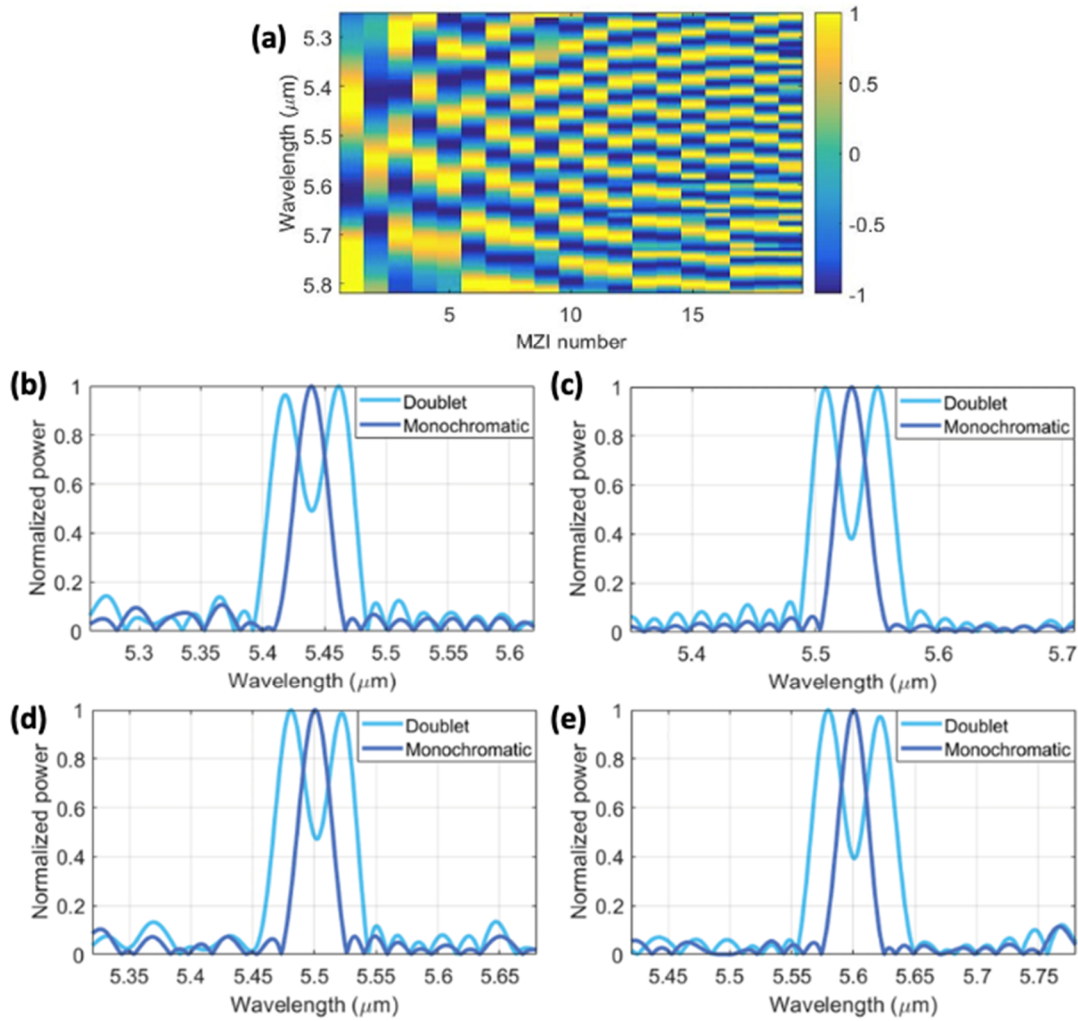 (a)
Wavelength (μm)
5.3
5.4
5.5
5.6
5.7
5.8
5
10
15
MZI number
1
0.5
0
-0.5
-1
(b)
Normalized power
1
0.8
0.6
0.4
0.2
0
Doublet
Monochromatic
5.3
5.35
5.4
5.45
5.5
5.55
5.6
Wavelength (μm)
(c)
Normalized power
1
0.8
0.6
0.4
0.2
0
Doublet
Monochromatic
5.4
5.5
5.6
5.7
Wavelength (μm)
(d)
Normalized power
1
0.8
0.6
0.4
0.2
0
Doublet
Monochromatic
5.35
5.4
5.45
5.5
5.55
5.6
5.65
Wavelength (μm)
(e)
Normalized power
1
0.8
0.6
0.4
0.2
0
Doublet
Monochromatic
5.45
5.5
5.55
5.6
5.65
5.7
5.75
Wavelength (μm)